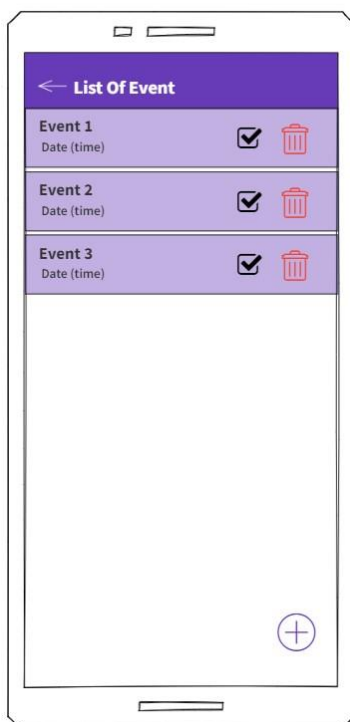 List Of Event
Event 1
Date (time)
Event 2
Date (time)
Event 3
Date (time)